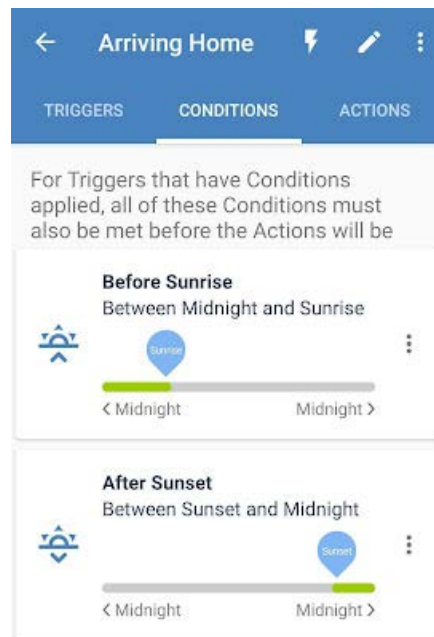 Arriving Home
TRIGGERS CONDITIONS ACTIONS
For Triggers that have Conditions
applied, all of these Conditions must
also be met before the Actions will be
Before Sunrise
Between Midnight and Sunrise
Sunrise
< Midnight Midnight >
After Sunset
Between Sunset and Midnight
Sunset
< Midnight Midnight >